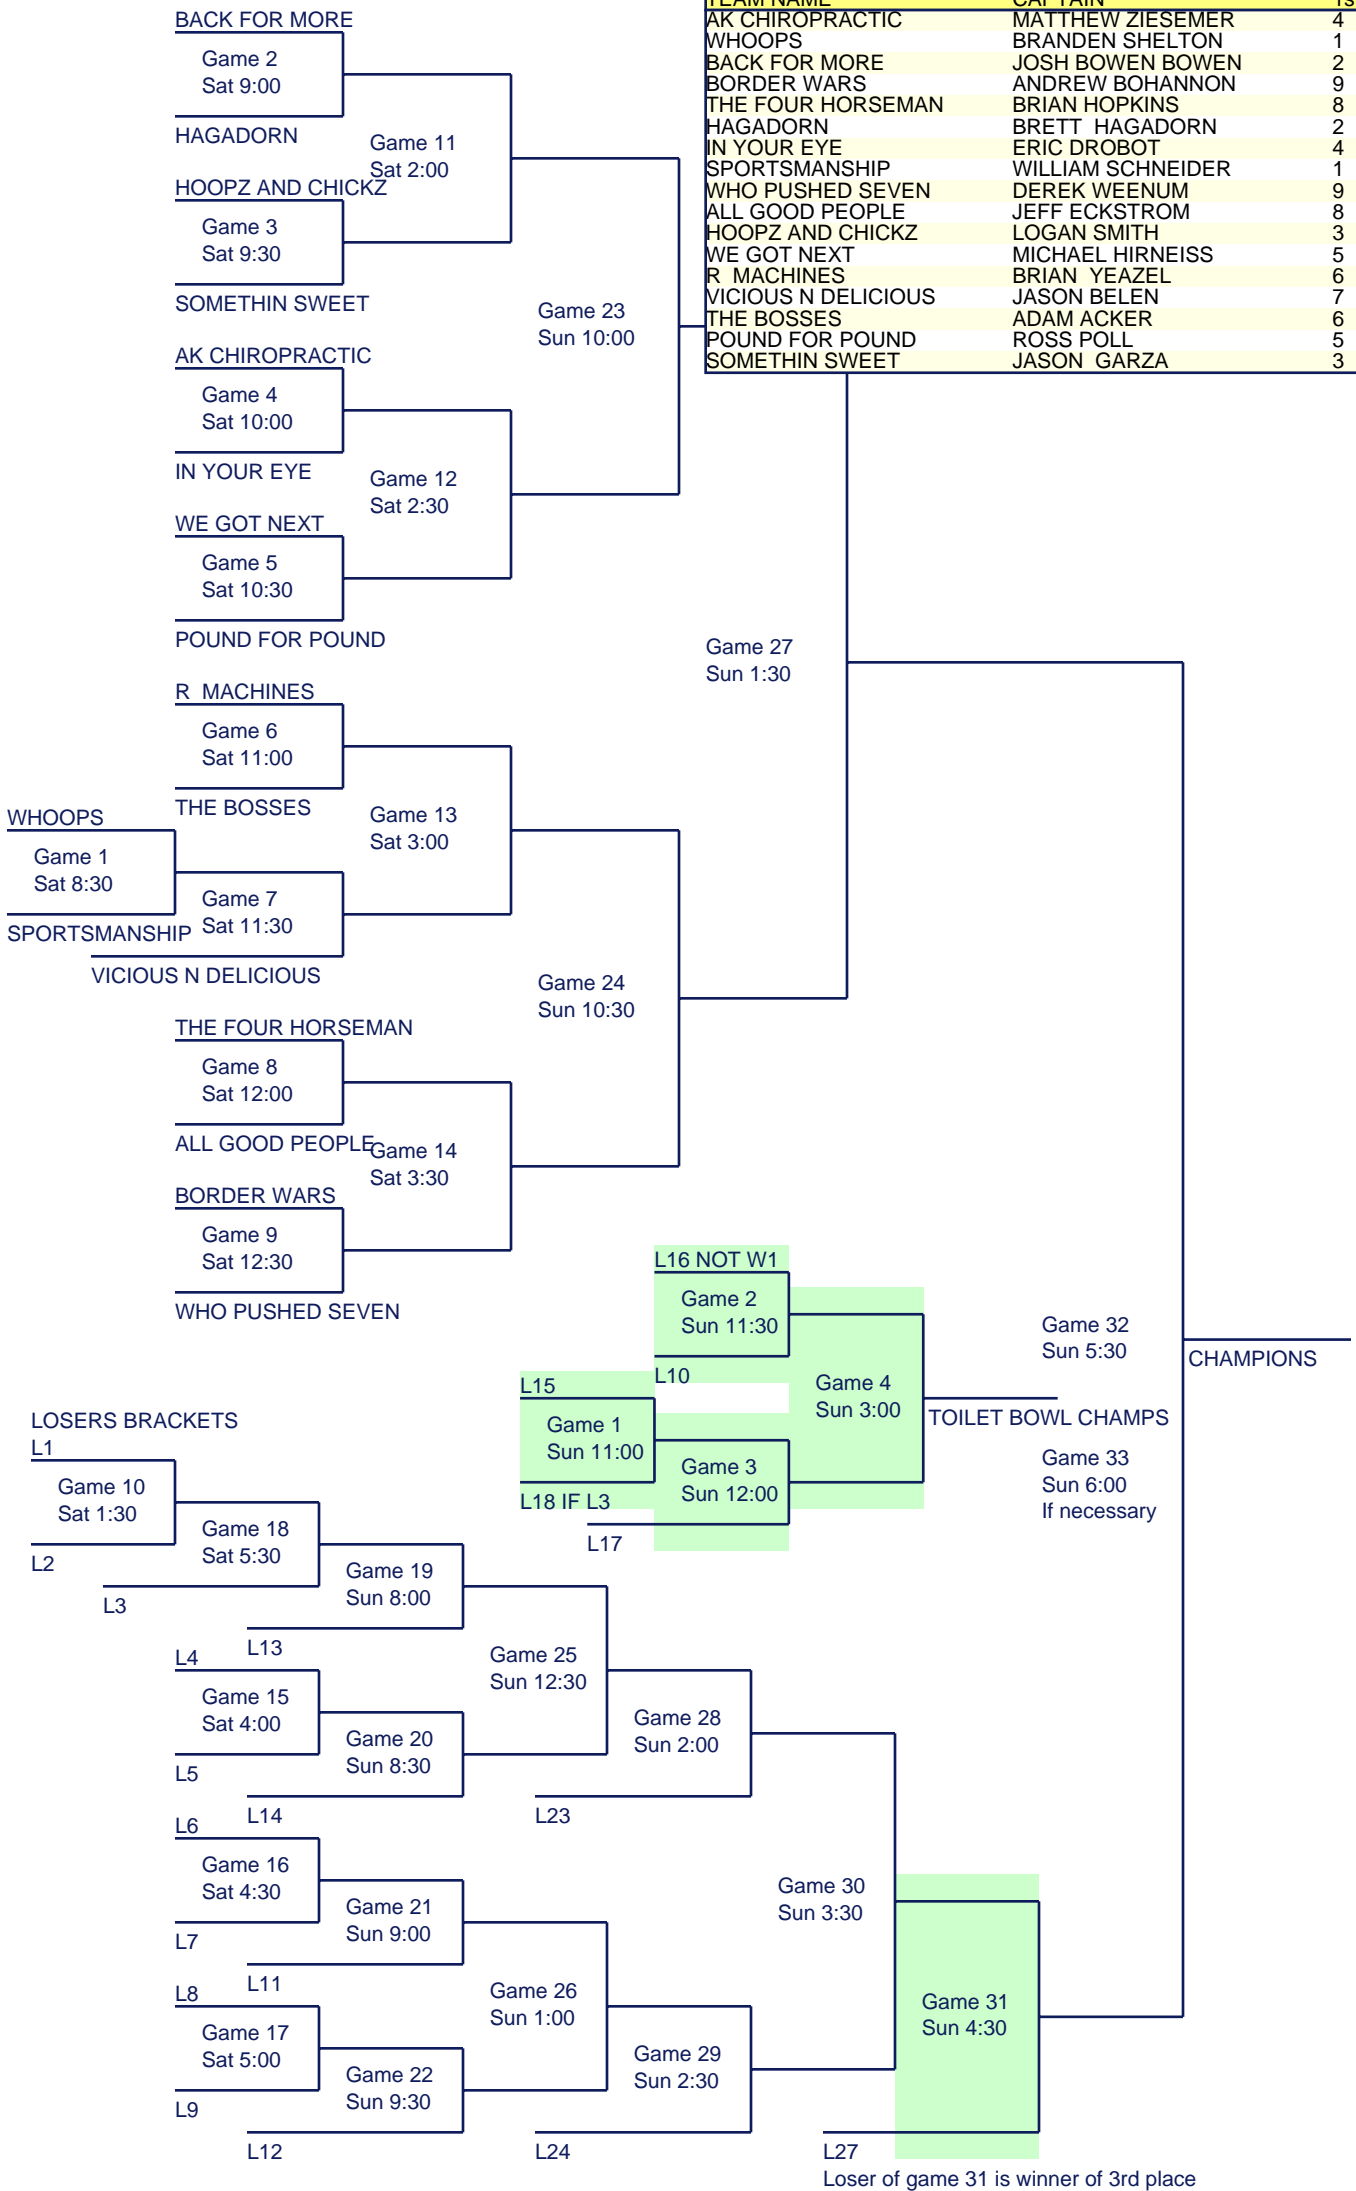 TEAM NAME CAPTAIN
AK CHIROPRACTIC MATTHEW ZIESEMER 4
WHOOPS BRANDEN SHELTON 1
BACK FOR MORE JOSH BOWEN BOWEN 2
BORDER WARS ANDREW BOHANNON 9
THE FOUR HORSEMAN BRIAN HOPKINS 8
HAGADORN BRETT HAGADORN 2
IN YOUR EYE ERIC DROBOT 4
SPORTSMANSHIP WILLIAM SCHNEIDER 1
WHO PUSHED SEVEN DEREK WEENUM 9
ALL GOOD PEOPLE JEFF ECKSTROM 8
HOOPZ AND CHICKZ LOGAN SMITH 3
WE GOT NEXT MICHAEL HIRNEISS 5
R MACHINES BRIAN YEAZEL 6
VICIOUS N DELICIOUS JASON BELEN 7
THE BOSSES ADAM ACKER 6
POUND FOR POUND ROSS POLL 5
SOMETHIN SWEET JASON GARZA 3
BACK FOR MORE
Game 2
Sat 9:00
HAGADORN
Game 11
Sat 2:00
HOOPZ AND CHICKZ
Game 3
Sat 9:30
SOMETHIN SWEET
Game 23
Sun 10:00
AK CHIROPRACTIC
Game 4
Sat 10:00
IN YOUR EYE
Game 12
Sat 2:30
WE GOT NEXT
Game 5
Sat 10:30
POUND FOR POUND
Game 27
Sun 1:30
R MACHINES
Game 6
Sat 11:00
THE BOSSES
Game 13
Sat 3:00
WHOOPS
Game 1
Sat 8:30
SPORTSMANSHIP
Game 7
Sat 11:30
VICIOUS N DELICIOUS
Game 24
Sun 10:30
THE FOUR HORSEMAN
Game 8
Sat 12:00
ALL GOOD PEOPLE
Game 14
Sat 3:30
BORDER WARS
Game 9
Sat 12:30
WHO PUSHED SEVEN
L16 NOT W1
Game 2
Sun 11:30
L10
L15
Game 1
Sun 11:00
L18 IF L3
Game 3
Sun 12:00
L17
Game 4
Sun 3:00
TOILET BOWL CHAMPS
Game 32
Sun 5:30
CHAMPIONS
Game 33
Sun 6:00
If necessary
LOSERS BRACKETS
L1
Game 10
Sat 1:30
L2
Game 18
Sat 5:30
L3
Game 19
Sun 8:00
L13
L4
Game 15
Sat 4:00
L5
Game 20
Sun 8:30
L14
Game 25
Sun 12:30
Game 28
Sun 2:00
L23
L6
Game 16
Sat 4:30
L7
Game 21
Sun 9:00
L11
L8
Game 17
Sat 5:00
L9
Game 22
Sun 9:30
L12
Game 26
Sun 1:00
Game 29
Sun 2:30
L24
Game 30
Sun 3:30
Game 31
Sun 4:30
L27
Loser of game 31 is winner of 3rd place